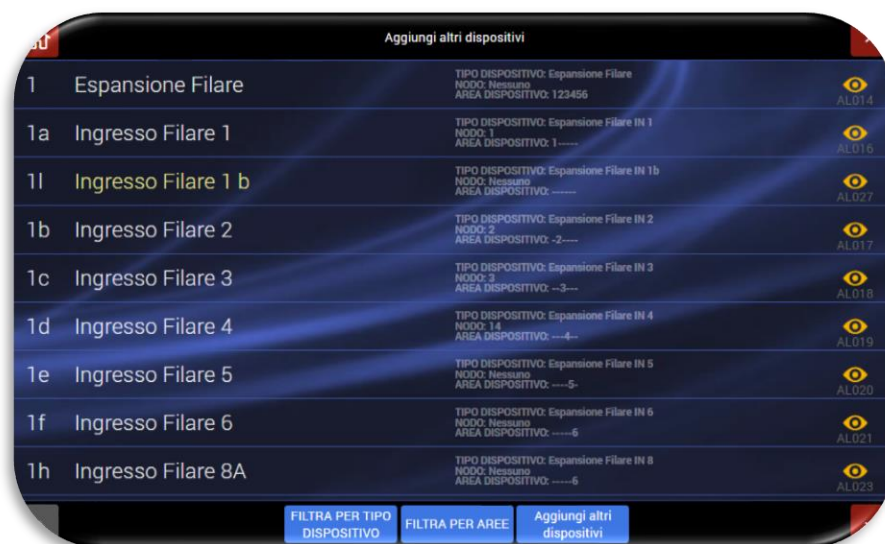 Aggiungi altri dispositivi
1 Espansione Filare TIPO DISPOSITIVO: Espansione Filare
NODO: Nessuno
AREA DISPOSITIVO: 123456
AL014
1a Ingresso Filare 1 TIPO DISPOSITIVO: Espansione Filare IN 1
NODO: 1
AREA DISPOSITIVO: 1-----
AL016
1l Ingresso Filare 1 b TIPO DISPOSITIVO: Espansione Filare IN 1b
NODO: Nessuno
AREA DISPOSITIVO: ------
AL027
1b Ingresso Filare 2 TIPO DISPOSITIVO: Espansione Filare IN 2
NODO: 2
AREA DISPOSITIVO: -2----
AL017
1c Ingresso Filare 3 TIPO DISPOSITIVO: Espansione Filare IN 3
NODO: 3
AREA DISPOSITIVO: --3---
AL018
1d Ingresso Filare 4 TIPO DISPOSITIVO: Espansione Filare IN 4
NODO: 14
AREA DISPOSITIVO: ---4--
AL019
1e Ingresso Filare 5 TIPO DISPOSITIVO: Espansione Filare IN 5
NODO: Nessuno
AREA DISPOSITIVO: ----5-
AL020
1f Ingresso Filare 6 TIPO DISPOSITIVO: Espansione Filare IN 6
NODO: Nessuno
AREA DISPOSITIVO: -----6
AL021
1h Ingresso Filare 8A TIPO DISPOSITIVO: Espansione Filare IN 8
NODO: Nessuno
AREA DISPOSITIVO: -----6
AL023
FILTRA PER TIPO
DISPOSITIVO
FILTRA PER AREE
Aggiungi altri
dispositivi